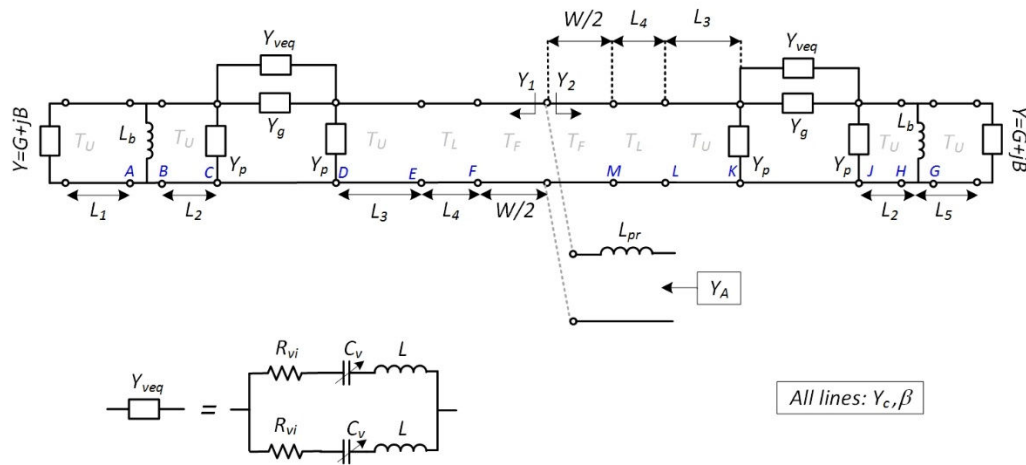 W/2 L4 L3
Yveq Yveq
Y1 Y2
Yg Yg
Y=G+jB TU Lb TU Yp Yp TU TL TF TF TL TU Yp Yp TU Lb TU Y=G+jB
A B C D E F M L K J H G
L1 L2 L3 L4 W/2 L2 L5
Lpr
YA
Rvi Cv L
Yveq
=
Rvi Cv L
All lines: Yc,β